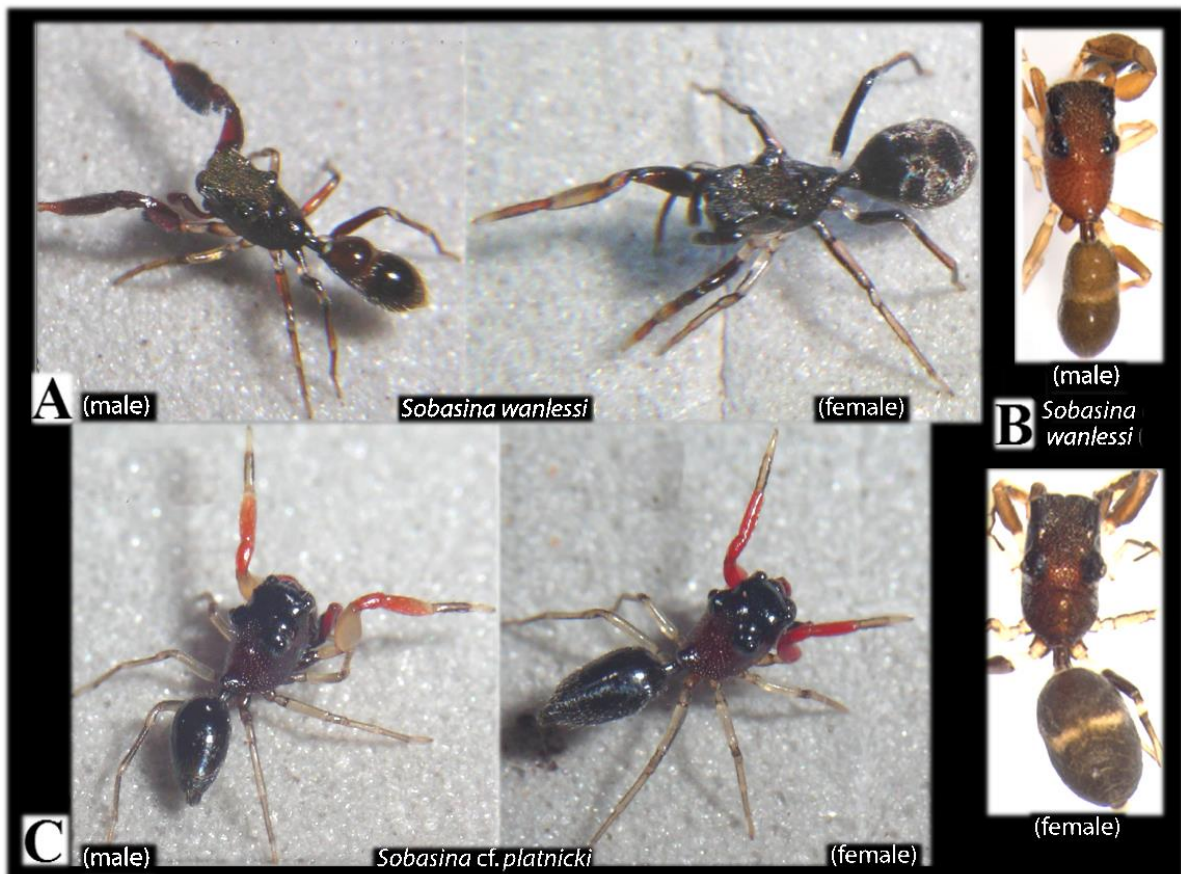 A (male) Sobasina wanlessi (female)
(male)
B Sobasina
wanlessi
(female)
C (male) Sobasina cf. platnicki (female)